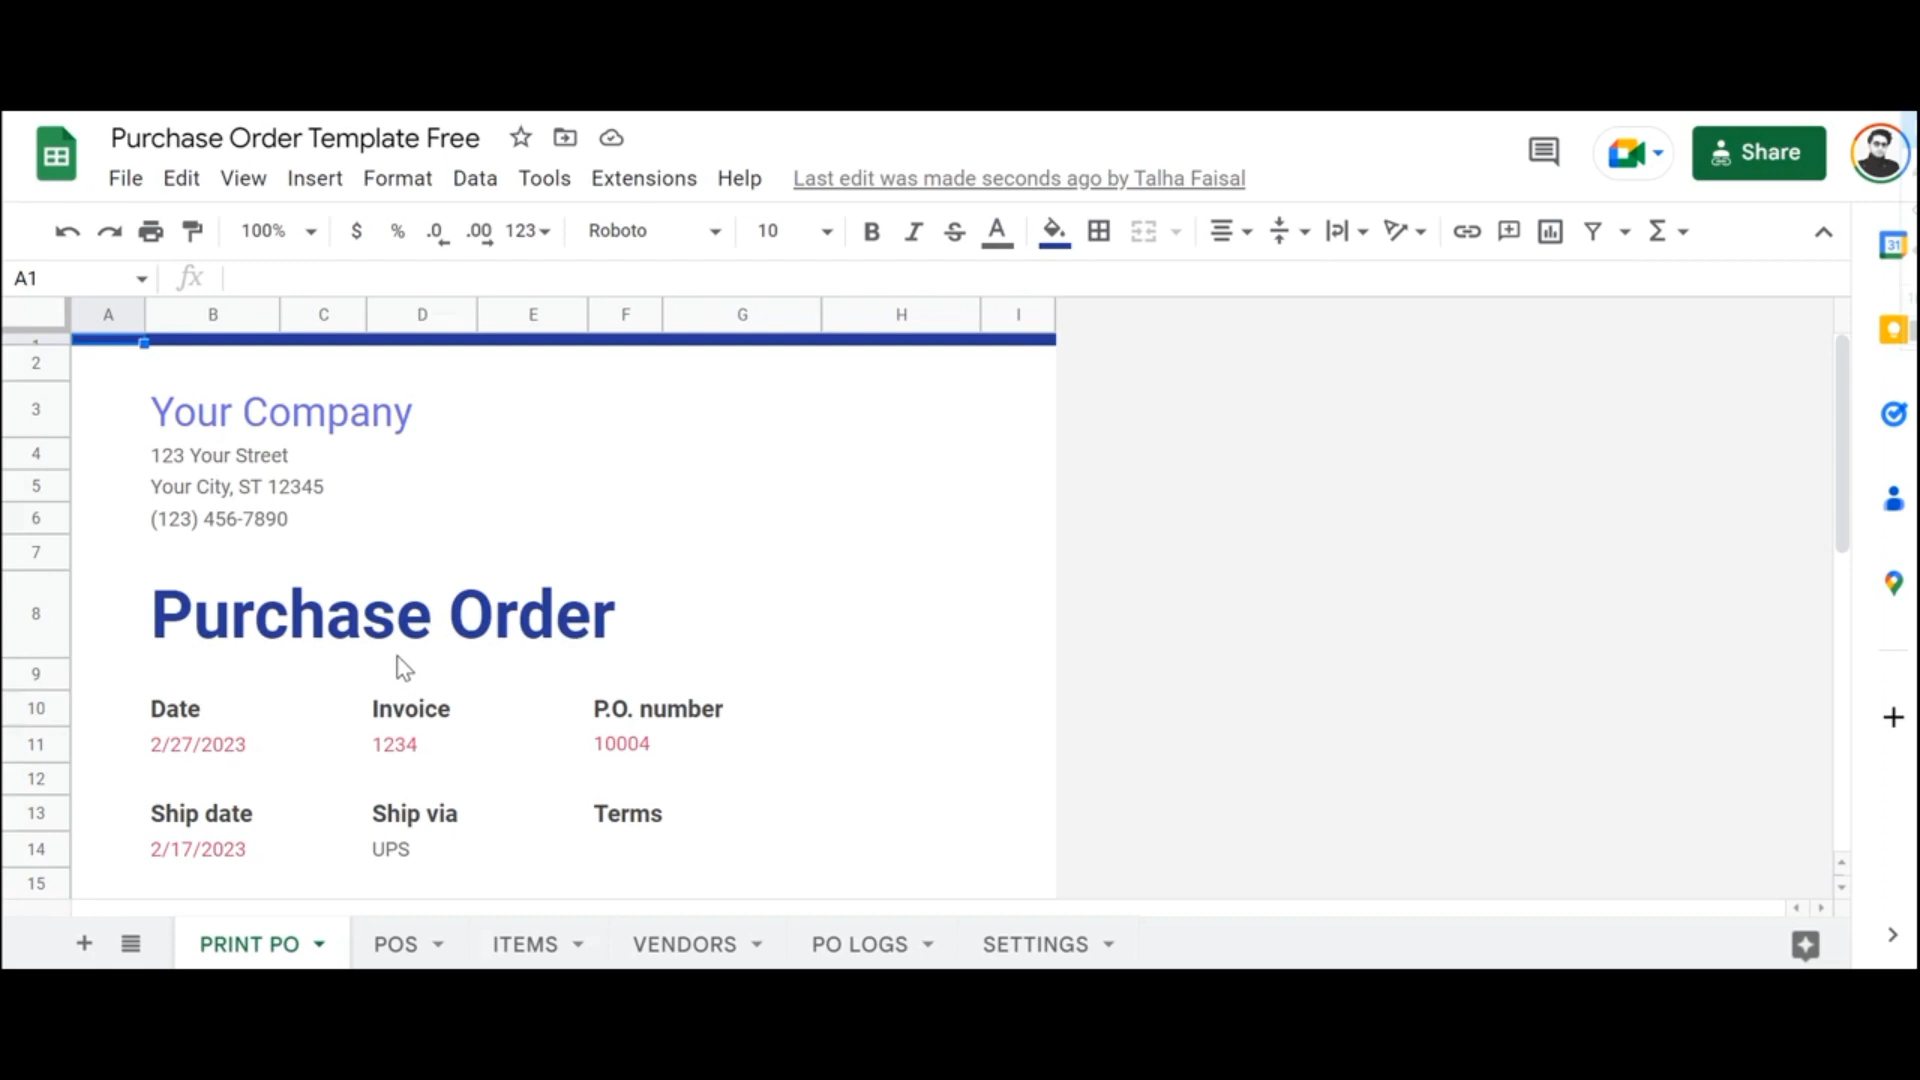 Purchase Order Template Free
Share
File Edit View Insert Format Data Tools Extensions Help Last edit was made seconds ago by Talha Faisal
100% $ % .0 .00 123 Roboto 10 B I S A
31
A1 fx
A B C D E F G H I
1
2
3 Your Company
4 123 Your Street
5 Your City, ST 12345
6 (123) 456-7890
7
8 Purchase Order
9
10 Date Invoice P.O. number
11 2/27/2023 1234 10004
12
13 Ship date Ship via Terms
14 2/17/2023 UPS
15
PRINT PO POS ITEMS VENDORS PO LOGS SETTINGS